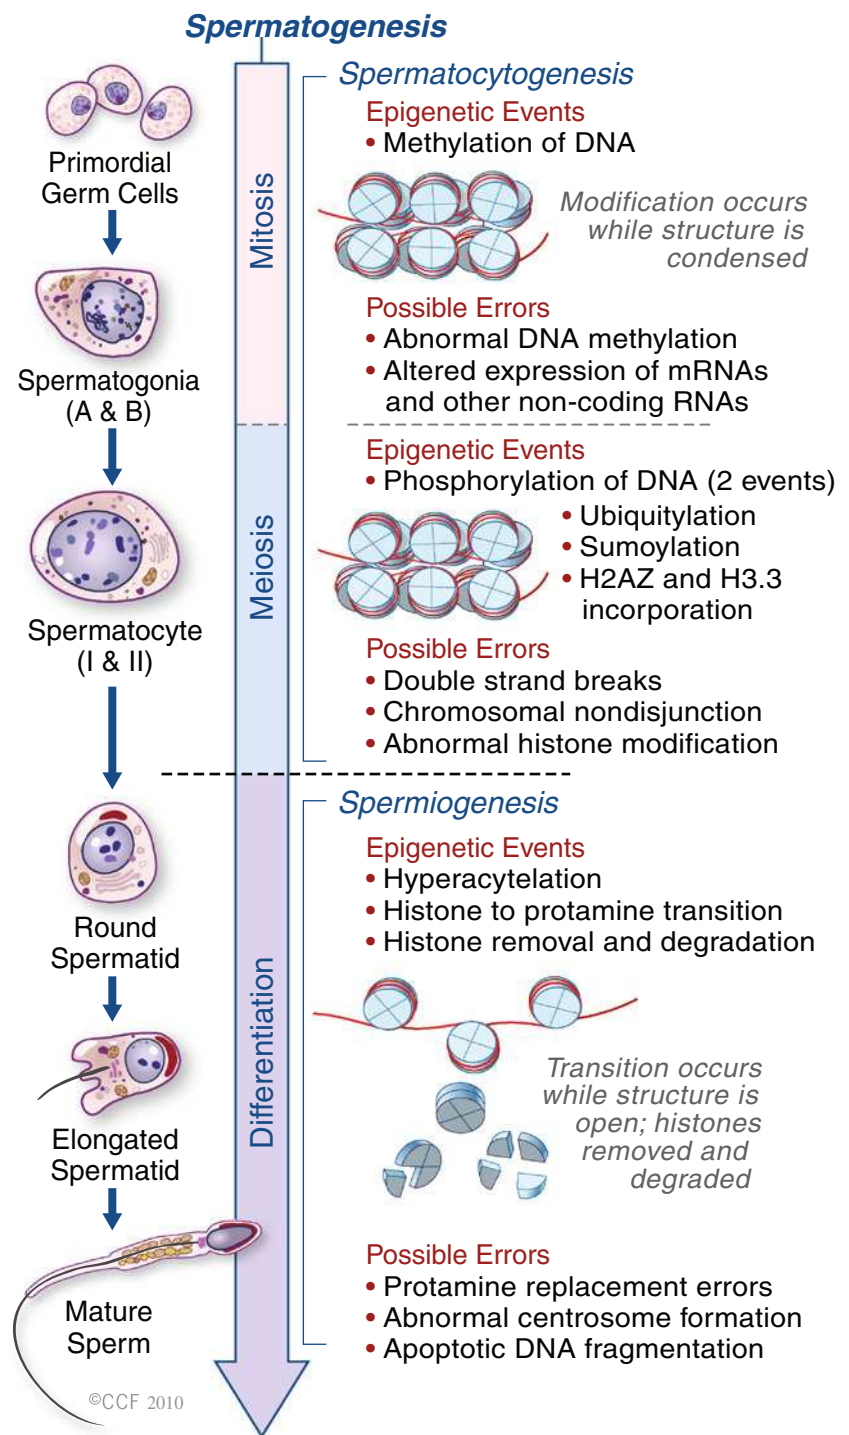 Spermatogenesis
Primordial
Germ Cells
Spermatogonia
(A & B)
Spermatocyte
(I & II)
Round
Spermatid
Elongated
Spermatid
Mature
Sperm
©CCF 2010
Mitosis
Meiosis
Differentiation
Spermatocytogenesis
Epigenetic Events
• Methylation of DNA
Modification occurs
while structure is
condensed
Possible Errors
• Abnormal DNA methylation
• Altered expression of mRNAs
and other non-coding RNAs
Epigenetic Events
• Phosphorylation of DNA (2 events)
• Ubiquitylation
• Sumoylation
• H2AZ and H3.3
incorporation
Possible Errors
• Double strand breaks
• Chromosomal nondisjunction
• Abnormal histone modification
Spermiogenesis
Epigenetic Events
• Hyperacytelation
• Histone to protamine transition
• Histone removal and degradation
Transition occurs
while structure is
open; histones
removed and
degraded
Possible Errors
• Protamine replacement errors
• Abnormal centrosome formation
• Apoptotic DNA fragmentation